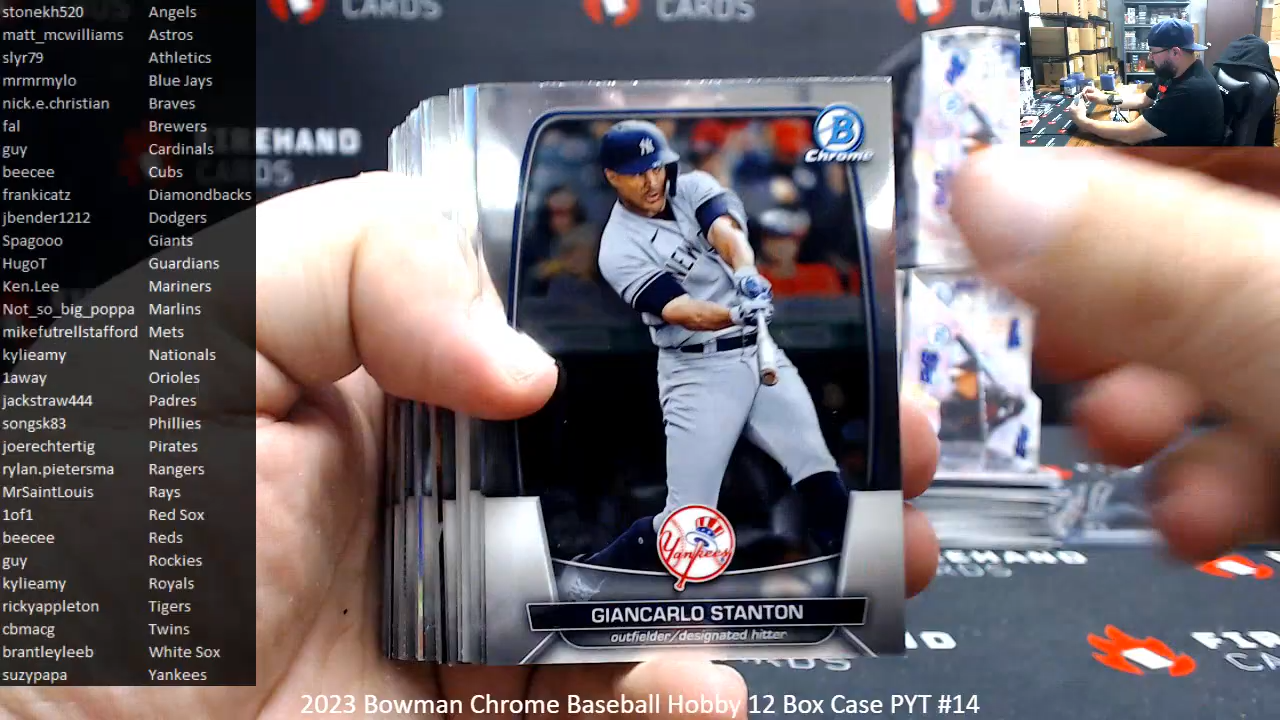 stonekh520 Angels
matt_mcwilliams Astros
slyr79 Athletics
mrmrmylo Blue Jays
nick.e.christian Braves
fal Brewers
guy Cardinals
beecee Cubs
frankicatz Diamondbacks
jbender1212 Dodgers
Spagooo Giants
HugoT Guardians
Ken.Lee Mariners
Not_so_big_poppa Marlins
mikefutrellstafford Mets
kylieamy Nationals
1away Orioles
jackstraw444 Padres
songsk83 Phillies
joerechtertig Pirates
rylan.pietersma Rangers
MrSaintLouis Rays
1of1 Red Sox
beecee Reds
guy Rockies
kylieamy Royals
rickyappleton Tigers
cbmacg Twins
brantleyleeb White Sox
suzypapa Yankees
CARDS
CARDS
FIREHAND
CARDS
B
Chrome
NY
NEW
Yankees
GIANCARLO STANTON
outfielder/designated hitter
CARDS
2023 Bowman Chrome Baseball Hobby 12 Box Case PYT #14